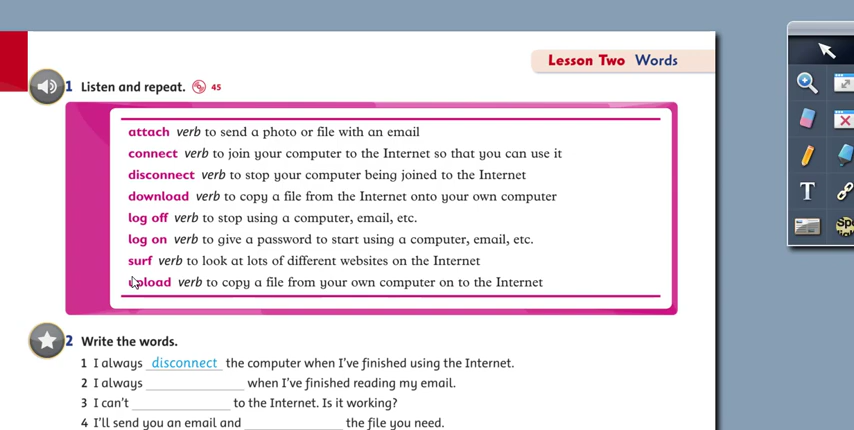 Lesson Two Words
1 Listen and repeat. 45
attach verb to send a photo or file with an email
connect verb to join your computer to the Internet so that you can use it
disconnect verb to stop your computer being joined to the Internet
download verb to copy a file from the Internet onto your own computer
log off verb to stop using a computer, email, etc.
log on verb to give a password to start using a computer, email, etc.
surf verb to look at lots of different websites on the Internet
upload verb to copy a file from your own computer on to the Internet
2 Write the words.
1 I always disconnect the computer when I've finished using the Internet.
2 I always ______________ when I've finished reading my email.
3 I can't ______________ to the Internet. Is it working?
4 I'll send you an email and ______________ the file you need.
T